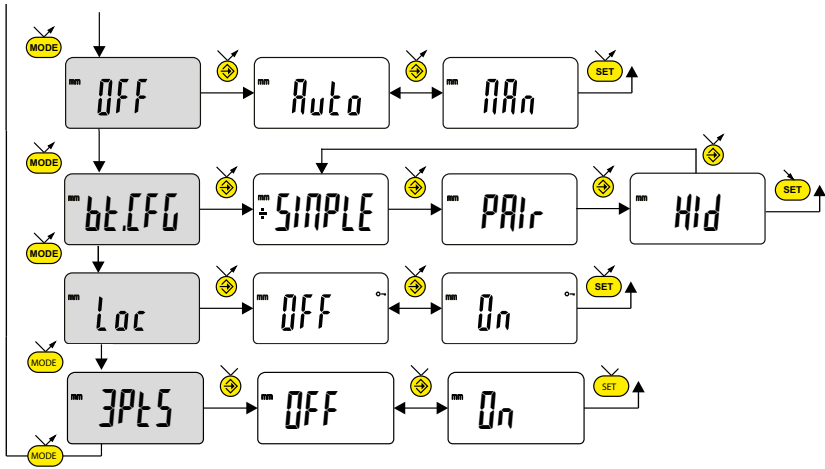 MODE
mm OFF
mm Auto
mm MAn
SET
MODE
mm bt.CFG
mm SIMPLE
mm PAIr
mm HId
SET
MODE
mm Loc
mm OFF
mm On
SET
MODE
mm 3PtS
mm OFF
mm On
SET
MODE